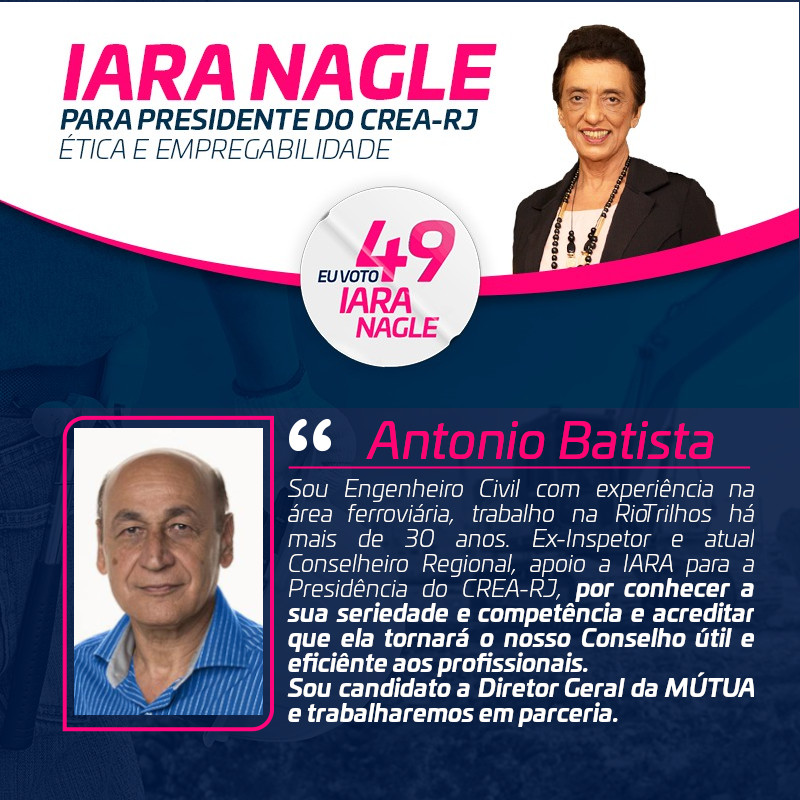 IARA NAGLE
PARA PRESIDENTE DO CREA-RJ
ÉTICA E EMPREGABILIDADE
EU VOTO 49
IARA
NAGLE
“ Antonio Batista
Sou Engenheiro Civil com experiência na
área ferroviária, trabalho na RioTrilhos há
mais de 30 anos. Ex-Inspetor e atual
Conselheiro Regional, apoio a IARA para a
Presidência do CREA-RJ, por conhecer a
sua seriedade e competência e acreditar
que ela tornará o nosso Conselho útil e
eficiênte aos profissionais.
Sou candidato a Diretor Geral da MÚTUA
e trabalharemos em parceria.